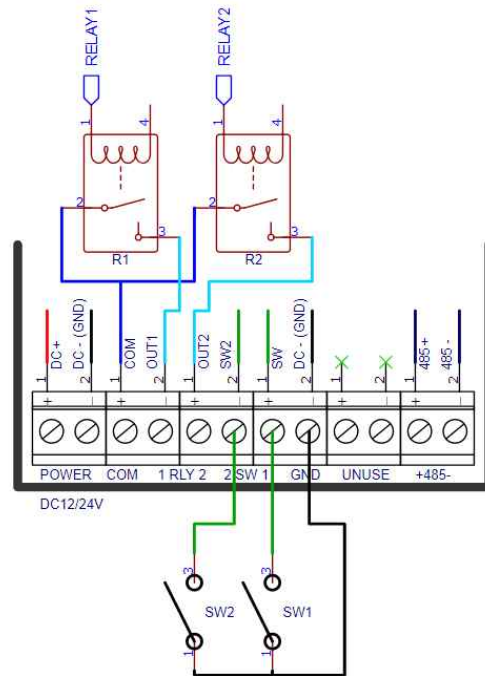 RELAY1
RELAY2
1
4
1
4
2
3
2
3
R1
R2
DC+
DC - (GND)
COM
OUT1
OUT2
SW2
SW
DC - (GND)
485+
485 -
1
2
1
2
1
2
1
2
1
2
1
2
+
-
+
-
+
-
+
-
+
-
+
-
POWER
COM
1 RLY 2
2 SW 1
GND
UNUSE
+485-
DC12/24V
3
3
SW2
SW1
1
1